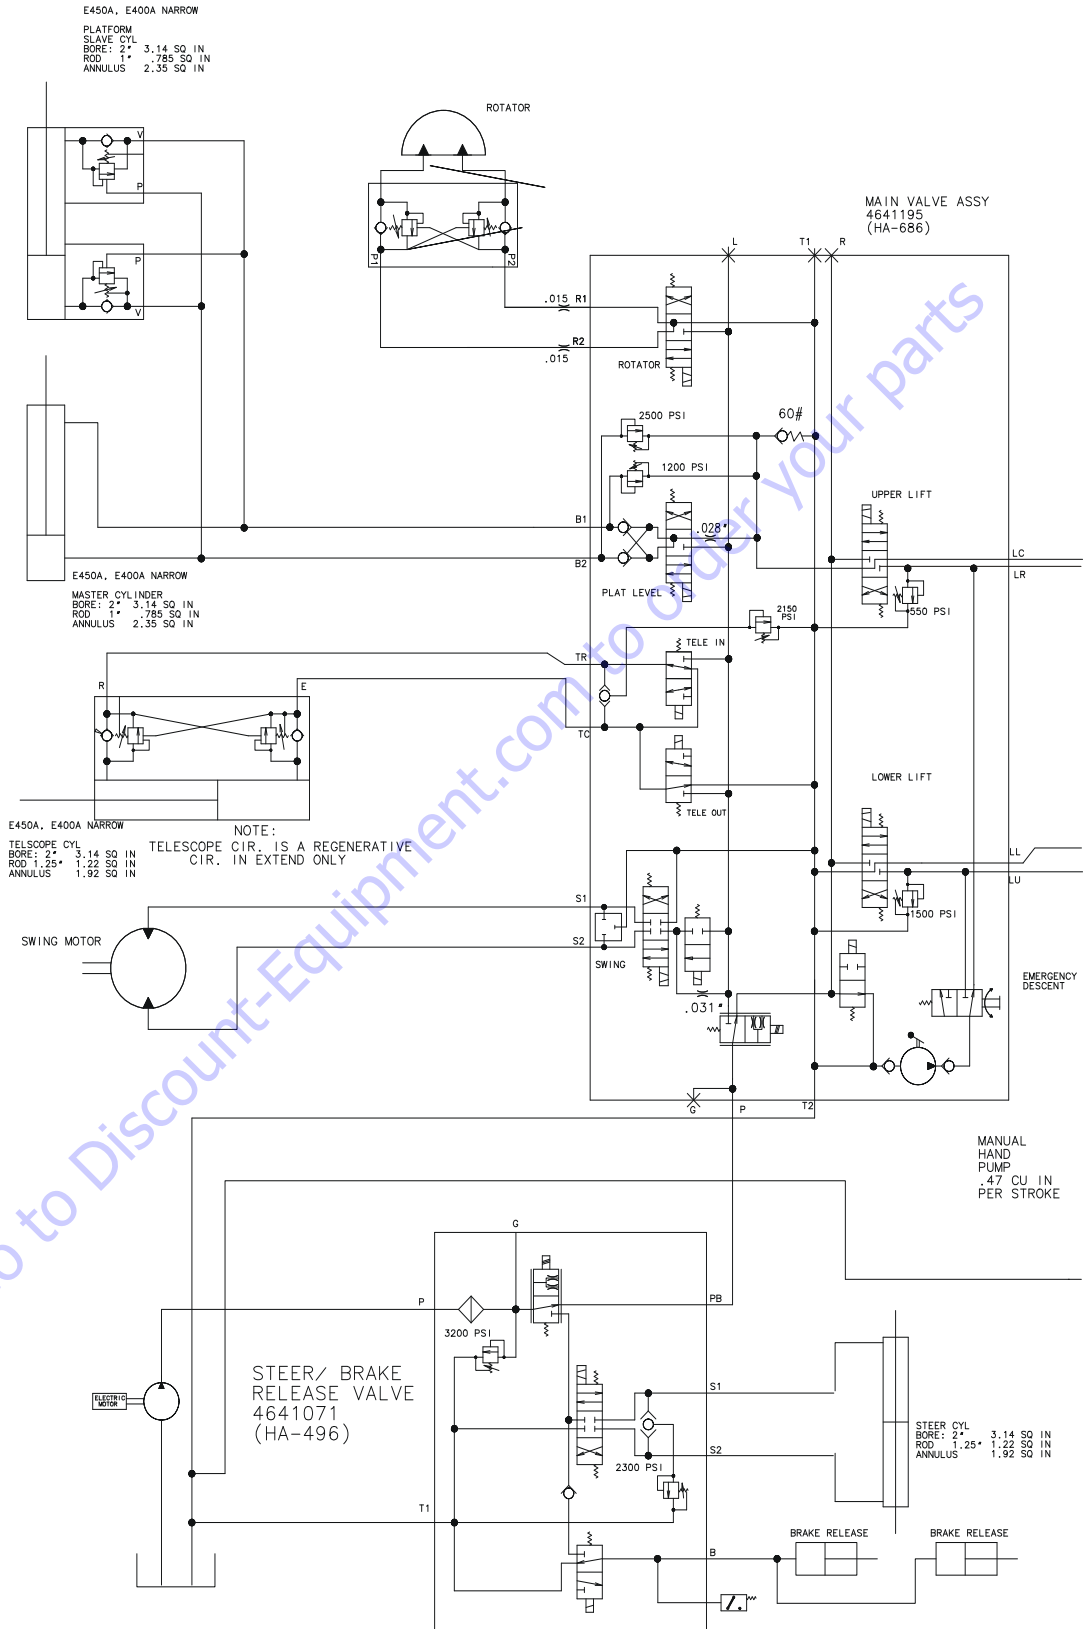 E450A, E400A NARROW
PLATFORM
SLAVE CYL
BORE: 2" 3.14 SQ IN
ROD 1" .785 SQ IN
ANNULUS 2.35 SQ IN
V
P
P
V
ROTATOR
P1
P2
MAIN VALVE ASSY
4641195
(HA-686)
L
T1
R
.015 R1
R2
.015
ROTATOR
2500 PSI
60#
1200 PSI
UPPER LIFT
B1
.028"
B2
LC
LR
PLAT LEVEL
550 PSI
E450A, E400A NARROW
MASTER CYLINDER
BORE: 2" 3.14 SQ IN
ROD 1" .785 SQ IN
ANNULUS 2.35 SQ IN
2150
PSI
TELE IN
TR
R
E
TC
LOWER LIFT
TELE OUT
E450A, E400A NARROW
TELSCOPE CYL
BORE: 2" 3.14 SQ IN
ROD 1.25" 1.22 SQ IN
ANNULUS 1.92 SQ IN
NOTE:
TELESCOPE CIR. IS A REGENERATIVE
CIR. IN EXTEND ONLY
LL
LU
S1
1500 PSI
SWING MOTOR
S2
SWING
EMERGENCY
DESCENT
.031"
G
P
T2
MANUAL
HAND
PUMP
.47 CU IN
PER STROKE
G
P
PB
3200 PSI
STEER/ BRAKE
RELEASE VALVE
4641071
(HA-496)
ELECTRIC
MOTOR
S1
S2
2300 PSI
STEER CYL
BORE: 2" 3.14 SQ IN
ROD 1.25" 1.22 SQ IN
ANNULUS 1.92 SQ IN
T1
BRAKE RELEASE
BRAKE RELEASE
B
to Discount-Equipment.com to order your parts